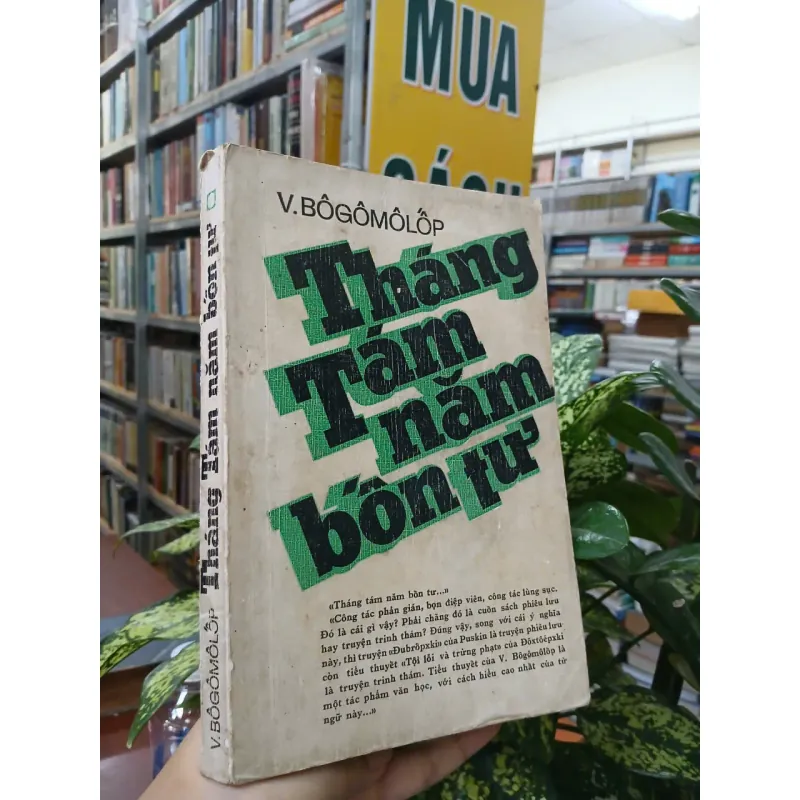 MUA
SÁCH
V. BÔGÔMÔLỐP
Tháng
Tám
năm
bốn tư
«Tháng tám năm bốn tư...»
«Công tác phản gián, bọn điệp viên, công tác lùng sục.
Đó là cái gì vậy? Phải chăng đó là cuốn sách phiêu lưu
hay truyện trinh thám? Đúng vậy, song với cái ý nghĩa
này, thì truyện «Đubrôpxki» của Puskin là truyện phiêu lưu
còn tiểu thuyết «Tội lỗi và trừng phạt» của Đôxtôépxki
là truyện trinh thám. Tiểu thuyết của V. Bôgômôlốp là
một tác phẩm văn học, với cách hiểu cao nhất của từ
ngữ này...»
V. BÔGÔMÔLỐP Tháng Tám năm bốn tư